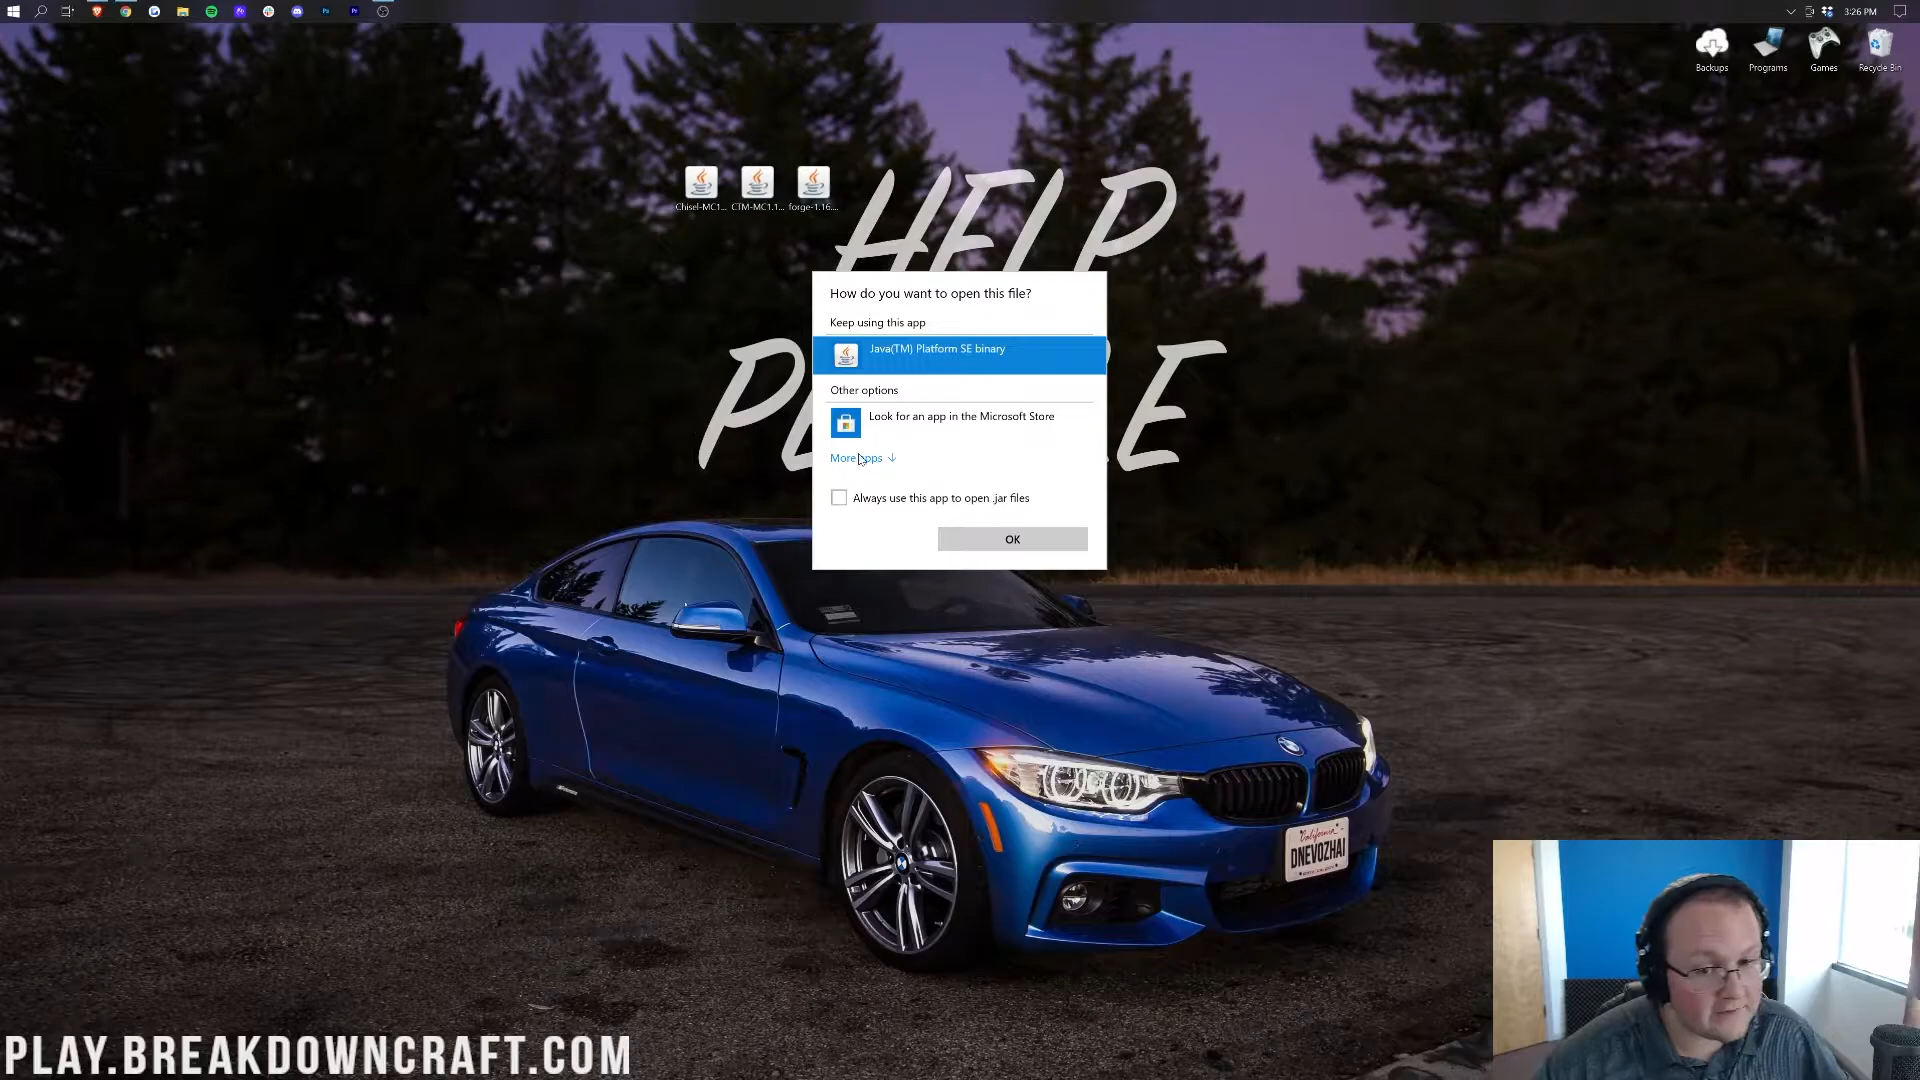 3:26 PM
Backups
Programs
Games
Recycle Bin
Chisel-MC1...
CTM-MC1.1...
forge-1.16....
HELP
How do you want to open this file?
Keep using this app
Java(TM) Platform SE binary
Other options
Look for an app in the Microsoft Store
More apps
Always use this app to open .jar files
OK
California
DNEVOZHAI
PLAY.BREAKDOWNCRAFT.COM